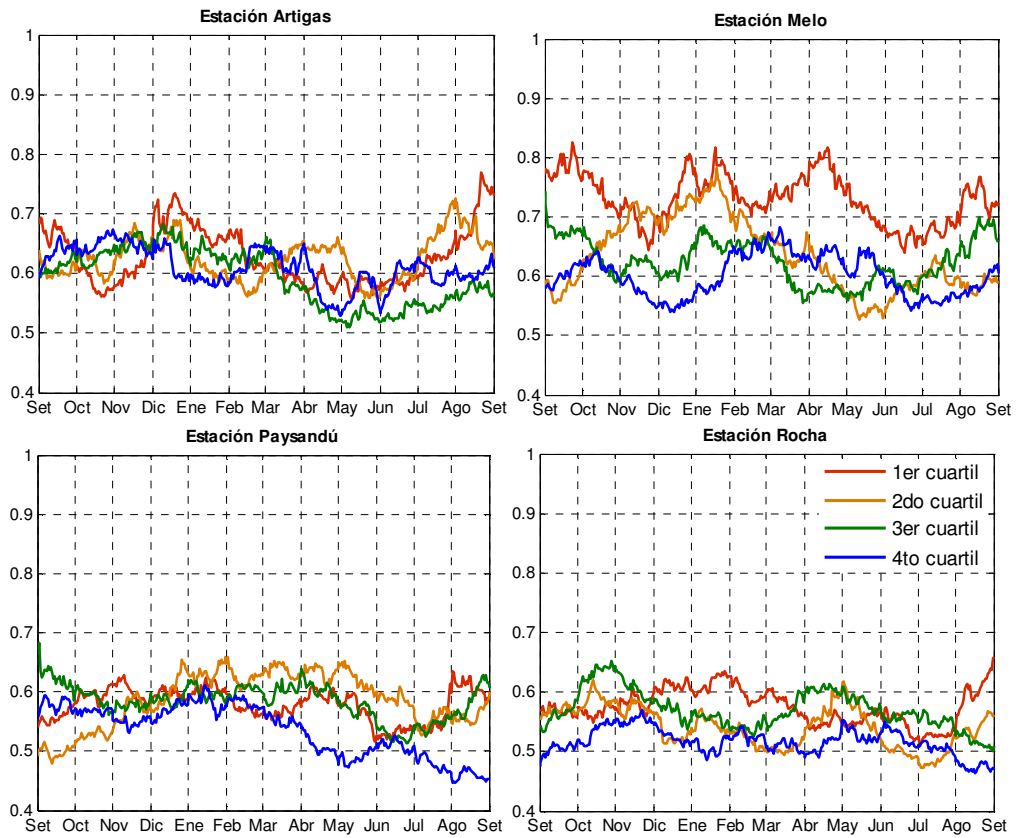 Estación Artigas
1
0.9
0.8
0.7
0.6
0.5
0.4
Set Oct Nov Dic Ene Feb Mar Abr May Jun Jul Ago Set
Estación Melo
1
0.9
0.8
0.7
0.6
0.5
0.4
Set Oct Nov Dic Ene Feb Mar Abr May Jun Jul Ago Set
Estación Paysandú
1
0.9
0.8
0.7
0.6
0.5
0.4
Set Oct Nov Dic Ene Feb Mar Abr May Jun Jul Ago Set
Estación Rocha
1
0.9
0.8
0.7
0.6
0.5
0.4
Set Oct Nov Dic Ene Feb Mar Abr May Jun Jul Ago Set
1er cuartil
2do cuartil
3er cuartil
4to cuartil